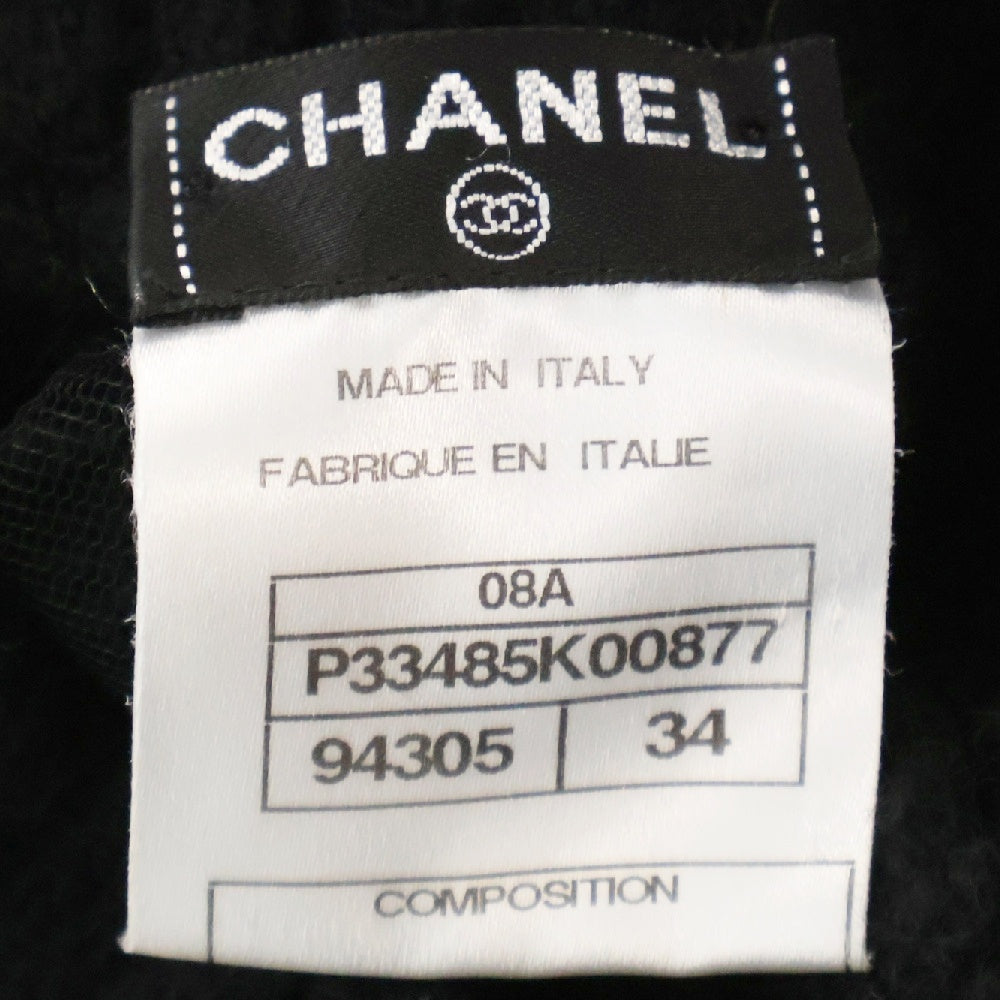 CHANEL
MADE IN ITALY
FABRIQUE EN ITALIE
08A
P33485K00877
94305 34
COMPOSITION